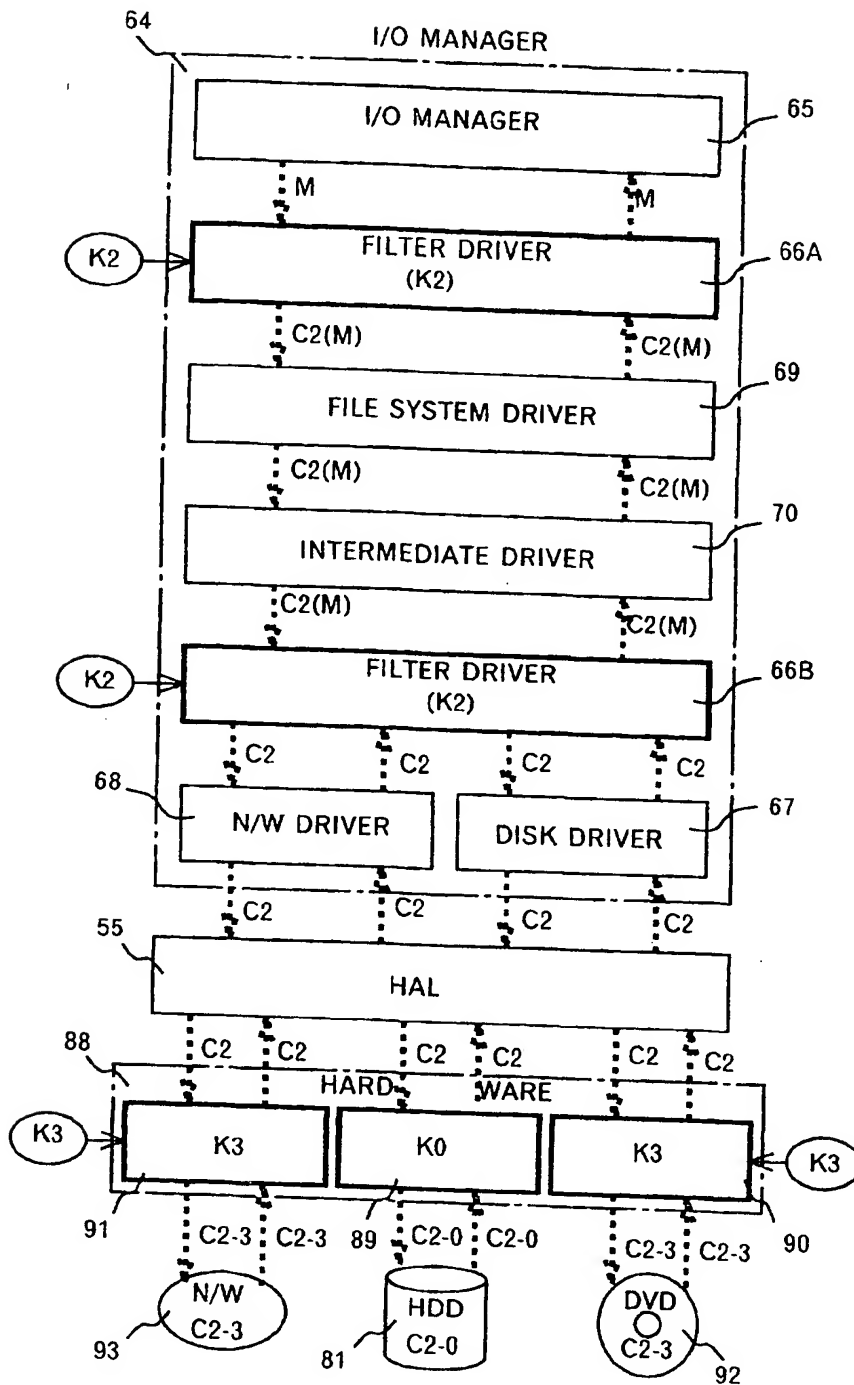 I/O MANAGER
64
I/O MANAGER
65
M
M
K2
FILTER DRIVER
(K2)
66A
C2(M)
C2(M)
69
FILE SYSTEM DRIVER
C2(M)
C2(M)
70
INTERMEDIATE DRIVER
C2(M)
C2(M)
K2
FILTER DRIVER
(K2)
66B
C2
C2
C2
C2
68
N/W DRIVER
DISK DRIVER
67
C2
C2
C2
C2
55
HAL
C2
C2
C2
C2
C2
C2
88
HARD WARE
K3
K3
K0
K3
K3
91
C2-3
C2-3
89
C2-0
C2-0
C2-3
C2-3
90
N/W
C2-3
93
HDD
C2-0
81
DVD
C2-3
92